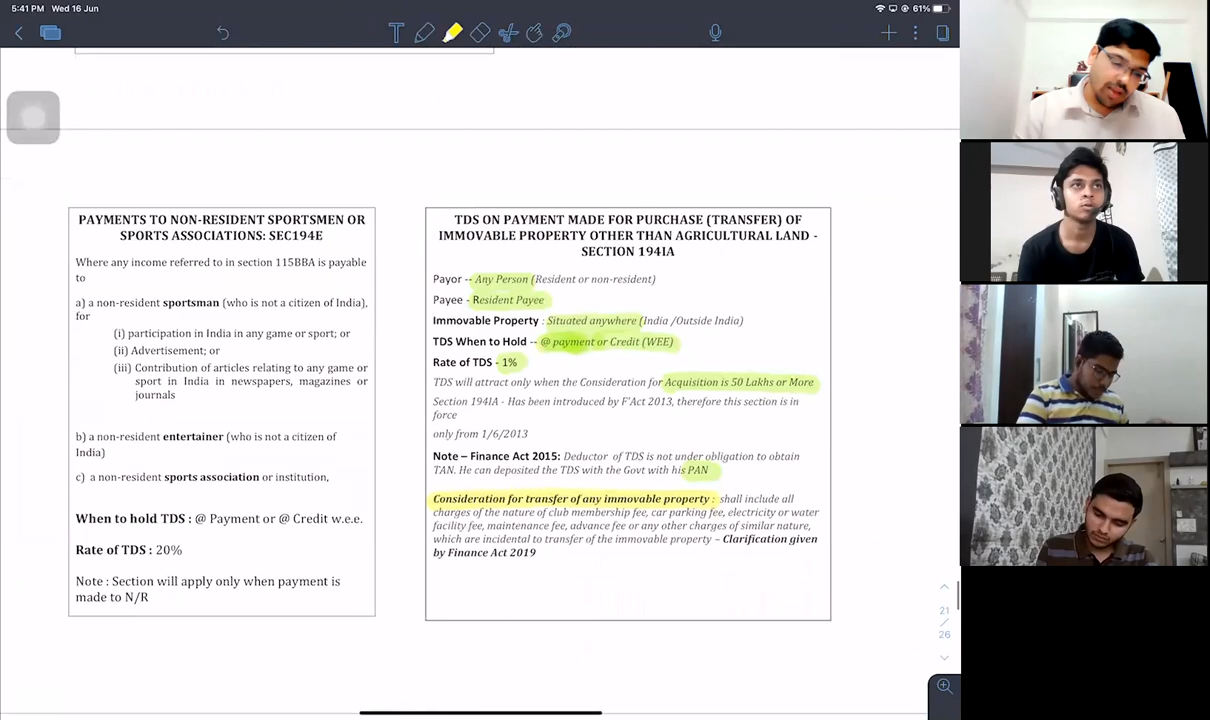 5:41 PM Wed 16 Jun
61%
PAYMENTS TO NON-RESIDENT SPORTSMEN OR
SPORTS ASSOCIATIONS: SEC194E
Where any income referred to in section 115BBA is payable
to
a) a non-resident sportsman (who is not a citizen of India),
for
(i) participation in India in any game or sport; or
(ii) Advertisement; or
(iii) Contribution of articles relating to any game or
sport in India in newspapers, magazines or
journals
b) a non-resident entertainer (who is not a citizen of
India)
c) a non-resident sports association or institution,
When to hold TDS : @ Payment or @ Credit w.e.e.
Rate of TDS : 20%
Note : Section will apply only when payment is
made to N/R
TDS ON PAYMENT MADE FOR PURCHASE (TRANSFER) OF
IMMOVABLE PROPERTY OTHER THAN AGRICULTURAL LAND -
SECTION 194IA
Payor -- Any Person (Resident or non-resident)
Payee - Resident Payee
Immovable Property : Situated anywhere (India /Outside India)
TDS When to Hold -- @ payment or Credit (WEE)
Rate of TDS - 1%
TDS will attract only when the Consideration for Acquisition is 50 Lakhs or More
Section 194IA - Has been introduced by F'Act 2013, therefore this section is in
force
only from 1/6/2013
Note – Finance Act 2015: Deductor of TDS is not under obligation to obtain
TAN. He can deposited the TDS with the Govt with his PAN
Consideration for transfer of any immovable property : shall include all
charges of the nature of club membership fee, car parking fee, electricity or water
facility fee, maintenance fee, advance fee or any other charges of similar nature,
which are incidental to transfer of the immovable property – Clarification given
by Finance Act 2019
21
/
26